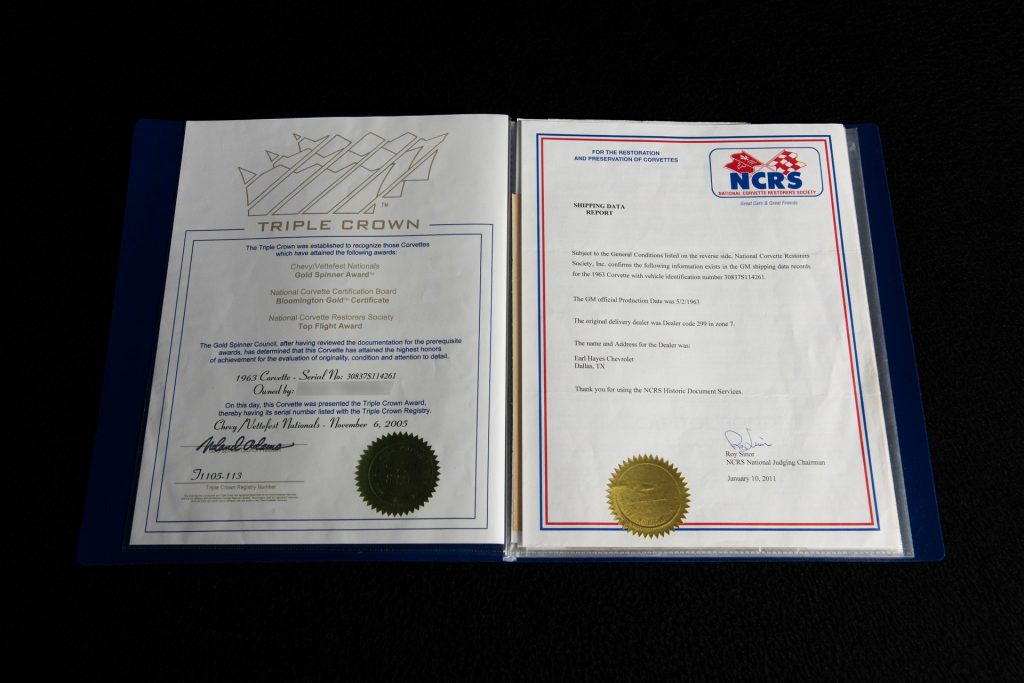 TM
TRIPLE CROWN
The Triple Crown was established to recognize those Corvettes
which have attained the following awards:
Chevy/Vettefest Nationals
Gold Spinner Award™
National Corvette Certification Board
Bloomington Gold™ Certificate
National Corvette Restorers Society
Top Flight Award
The Gold Spinner Council, after having reviewed the documentation for the prerequisite
awards, has determined that this Corvette has attained the highest honors
of achievement for the evaluation of originality, condition and attention to detail.
1963 Corvette - Serial No: 30837S114261
Owned by:
On this day, this Corvette was presented the Triple Crown Award,
thereby having its serial number listed with the Triple Crown Registry.
Chevy/Vettefest Nationals - November 6, 2005
Noland Adams
T1105-113
Triple Crown Registry Number
FOR THE RESTORATION
AND PRESERVATION OF CORVETTES
NCRS
NATIONAL CORVETTE RESTORERS SOCIETY
Great Cars & Great Friends
SHIPPING DATA
REPORT
Subject to the General Conditions listed on the reverse side, National Corvette Restorers
Society, Inc. confirms the following information exists in the GM shipping data records
for the 1963 Corvette with vehicle identification number 30837S114261.
The GM official Production Date was 5/2/1963
The original delivery dealer was Dealer code 299 in zone 7.
The name and Address for the Dealer was:
Earl Hayes Chevrolet
Dallas, TX
Thank you for using the NCRS Historic Document Services.
Roy Sinor
NCRS National Judging Chairman
January 10, 2011